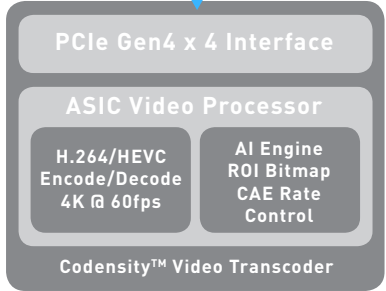 PCIe Gen4 x 4 Interface
ASIC Video Processor
H.264/HEVC
Encode/Decode
4K @ 60fps
AI Engine
ROI Bitmap
CAE Rate
Control
Codensity™ Video Transcoder